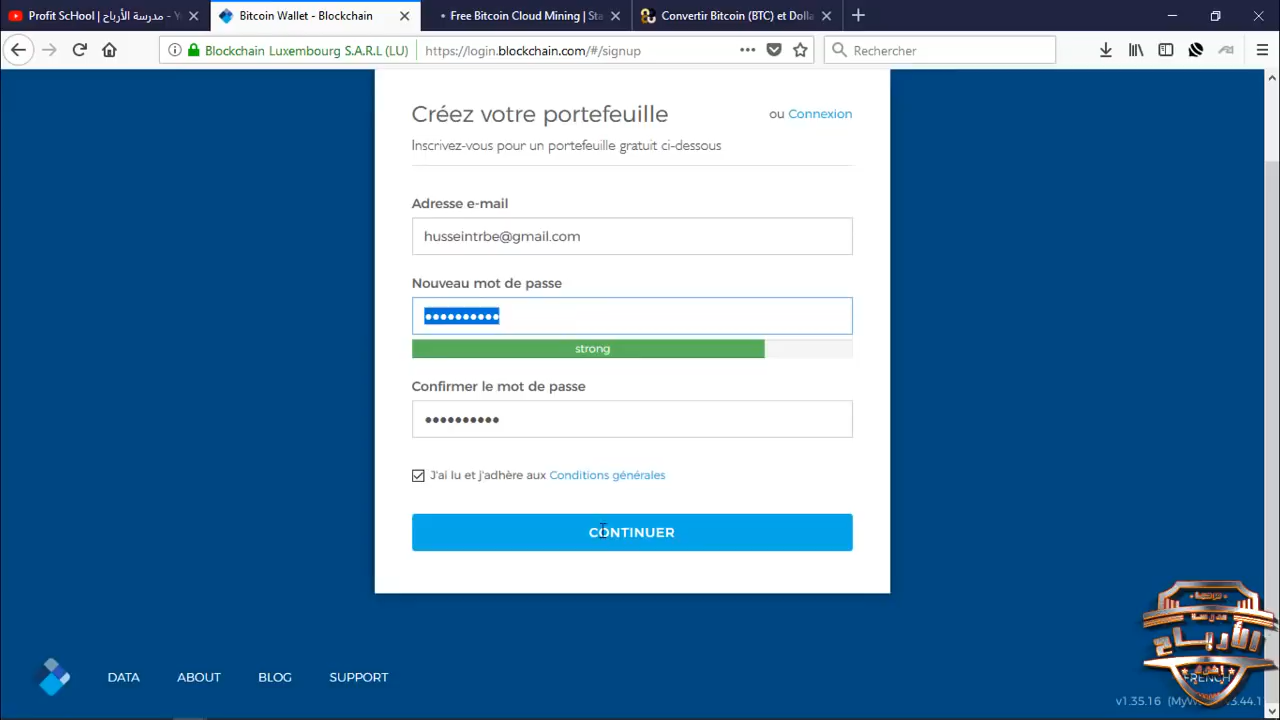 Profit ScHool | مدرسة الأرباح - Y
Bitcoin Wallet - Blockchain
Free Bitcoin Cloud Mining | Sta
Convertir Bitcoin (BTC) et Dolla
Blockchain Luxembourg S.A.R.L (LU)
https://login.blockchain.com/#/signup
Rechercher
Créez votre portefeuille
ou Connexion
Inscrivez-vous pour un portefeuille gratuit ci-dessous
Adresse e-mail
husseintrbe@gmail.com
Nouveau mot de passe
strong
Confirmer le mot de passe
J'ai lu et j'adhère aux Conditions générales
CONTINUER
DATA
ABOUT
BLOG
SUPPORT
الأرباح
FRENCH
v1.35.16